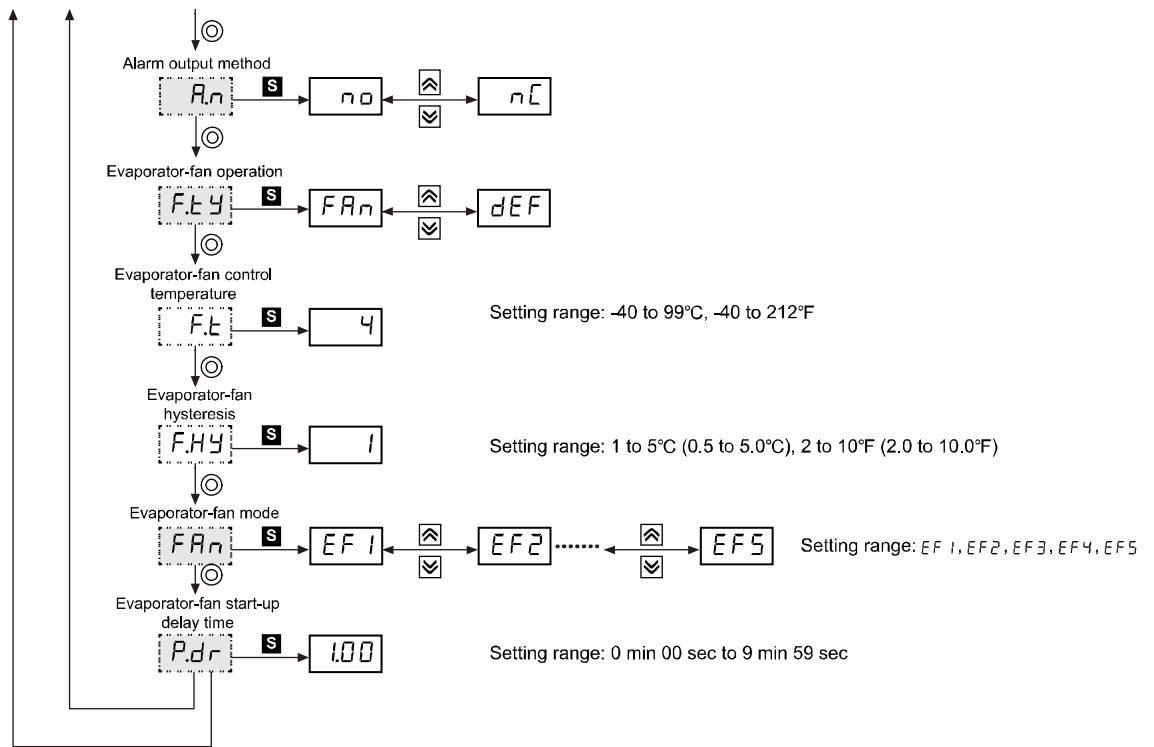 Alarm output method
A.n S no nC
Evaporator-fan operation
F.tY S FAn dEF
Evaporator-fan control
temperature
F.t S 4 Setting range: -40 to 99°C, -40 to 212°F
Evaporator-fan
hysteresis
F.HY S 1 Setting range: 1 to 5°C (0.5 to 5.0°C), 2 to 10°F (2.0 to 10.0°F)
Evaporator-fan mode
FAn S EF1 EF2 ...... EF5 Setting range: EF1, EF2, EF3, EF4, EF5
Evaporator-fan start-up
delay time
P.dr S 1.00 Setting range: 0 min 00 sec to 9 min 59 sec